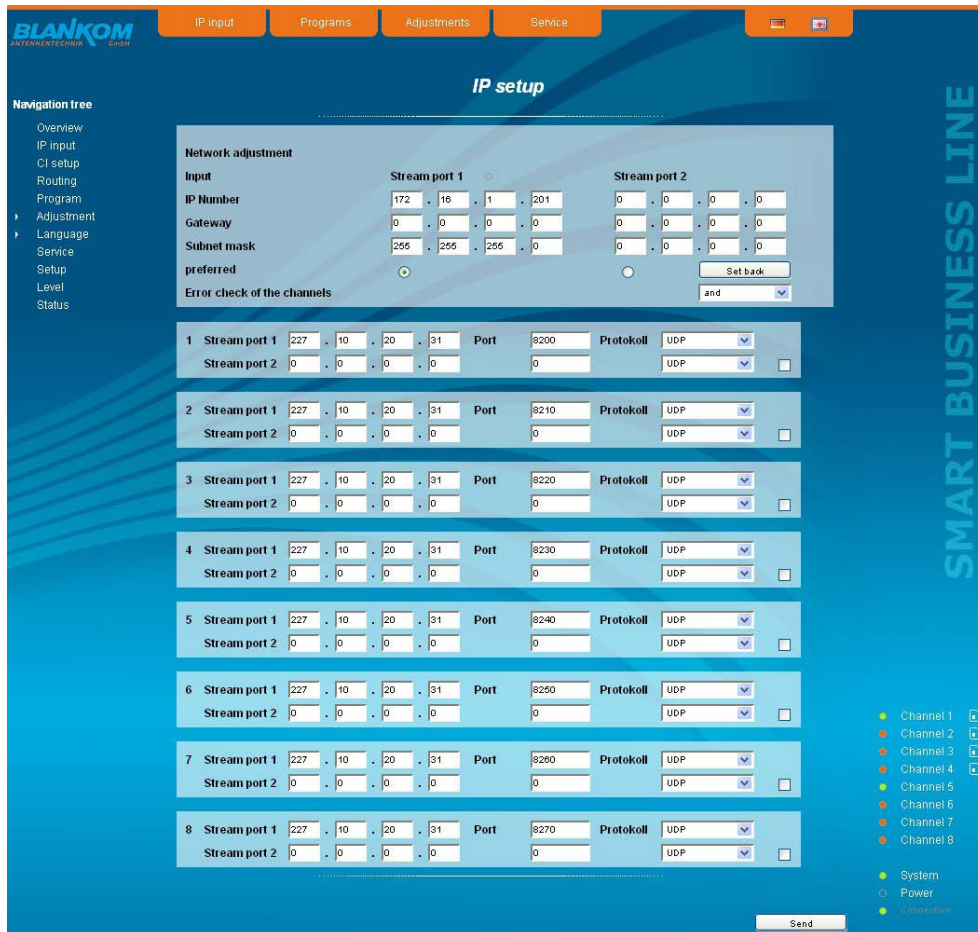 BLANKOM
ANTENNENTECHNIK GmbH
IP input Programs Adjustments Service
IP setup
Navigation tree
Overview
IP input
CI setup
Routing
Program
Adjustment
Language
Service
Setup
Level
Status
Network adjustment
Input Stream port 1 Stream port 2
IP Number 172 . 16 . 1 . 201 0 . 0 . 0 . 0
Gateway 0 . 0 . 0 . 0 0 . 0 . 0 . 0
Subnet mask 255 . 255 . 255 . 0 0 . 0 . 0 . 0
preferred Set back
Error check of the channels and
1 Stream port 1 227 . 10 . 20 . 31 Port 8200 Protokoll UDP
Stream port 2 0 . 0 . 0 . 0 0 UDP
2 Stream port 1 227 . 10 . 20 . 31 Port 8210 Protokoll UDP
Stream port 2 0 . 0 . 0 . 0 0 UDP
3 Stream port 1 227 . 10 . 20 . 31 Port 8220 Protokoll UDP
Stream port 2 0 . 0 . 0 . 0 0 UDP
4 Stream port 1 227 . 10 . 20 . 31 Port 8230 Protokoll UDP
Stream port 2 0 . 0 . 0 . 0 0 UDP
5 Stream port 1 227 . 10 . 20 . 31 Port 8240 Protokoll UDP
Stream port 2 0 . 0 . 0 . 0 0 UDP
6 Stream port 1 227 . 10 . 20 . 31 Port 8250 Protokoll UDP
Stream port 2 0 . 0 . 0 . 0 0 UDP
7 Stream port 1 227 . 10 . 20 . 31 Port 8260 Protokoll UDP
Stream port 2 0 . 0 . 0 . 0 0 UDP
8 Stream port 1 227 . 10 . 20 . 31 Port 8270 Protokoll UDP
Stream port 2 0 . 0 . 0 . 0 0 UDP
Send
SMART BUSINESS LINE
Channel 1
Channel 2
Channel 3
Channel 4
Channel 5
Channel 6
Channel 7
Channel 8
System
Power
Connection